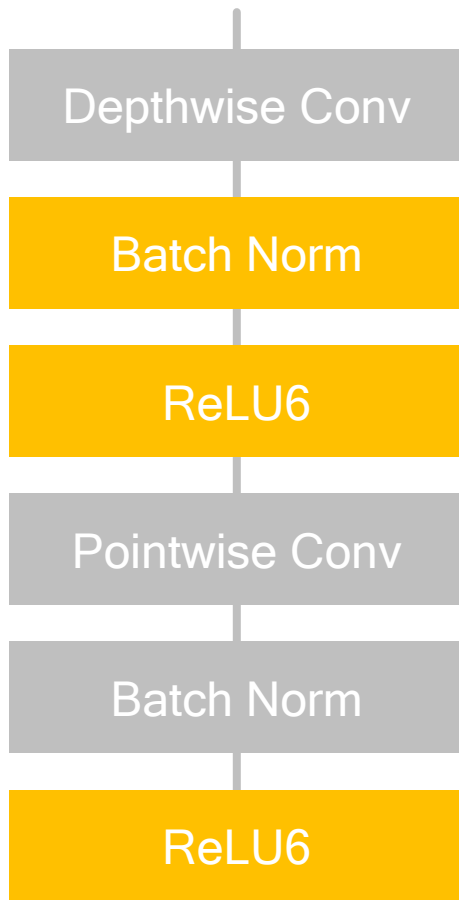 Depthwise Conv
Batch Norm
ReLU6
Pointwise Conv
Batch Norm
ReLU6